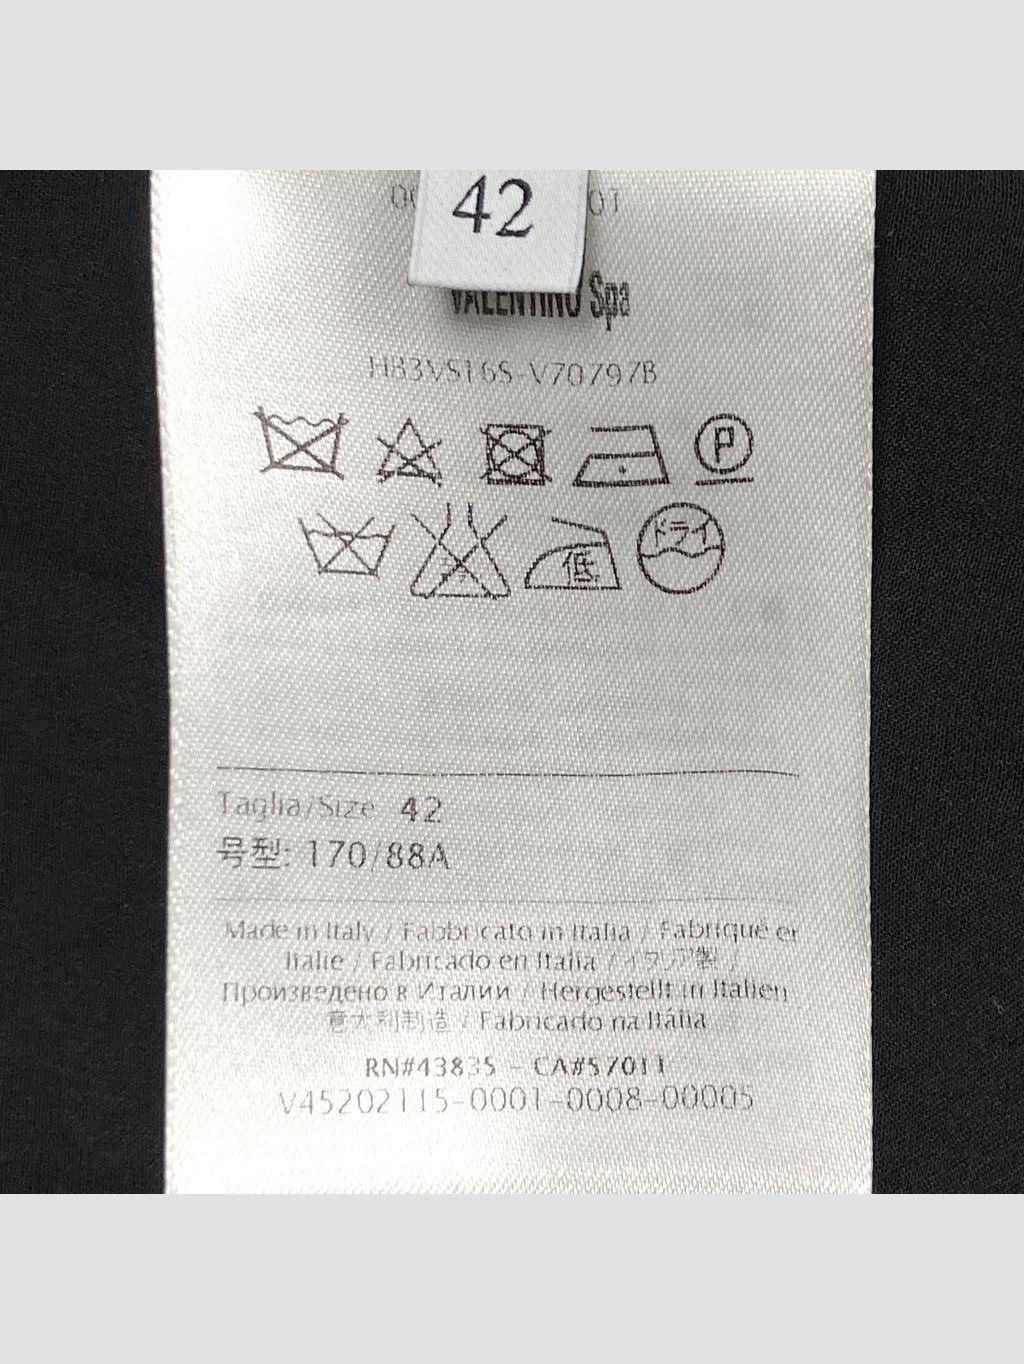 42
VALENTINO Spa
HB3VS16S-V70797B
P
ドライ
低
Taglia/Size 42
号型: 170/88A
Made in Italy / Fabbricato in Italia / Fabriqué en
Italie / Fabricado en Italia / イタリア製 /
Произведено в Италии / Hergestellt in Italien
意大利制造 / Fabricado na Itália
RN#43835 - CA#57011
V45202115-0001-0008-00005